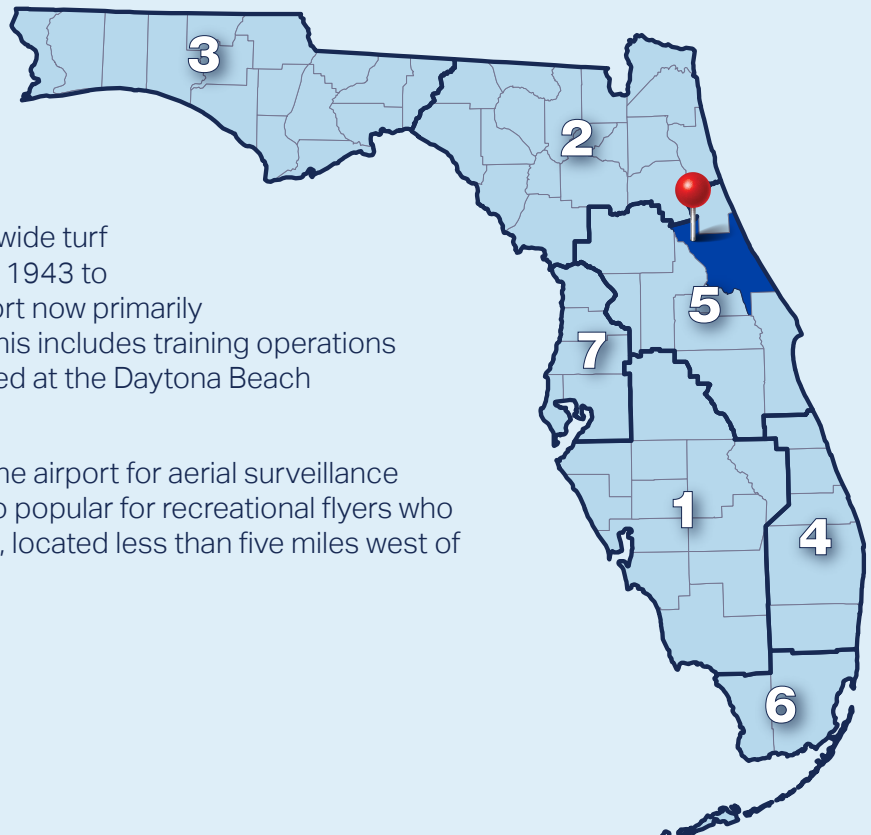 3
2
wide turf
1943 to
ort now primarily
5
his includes training operations
7
ed at the Daytona Beach
ne airport for aerial surveillance
o popular for recreational flyers who
1
, located less than five miles west of
4
6